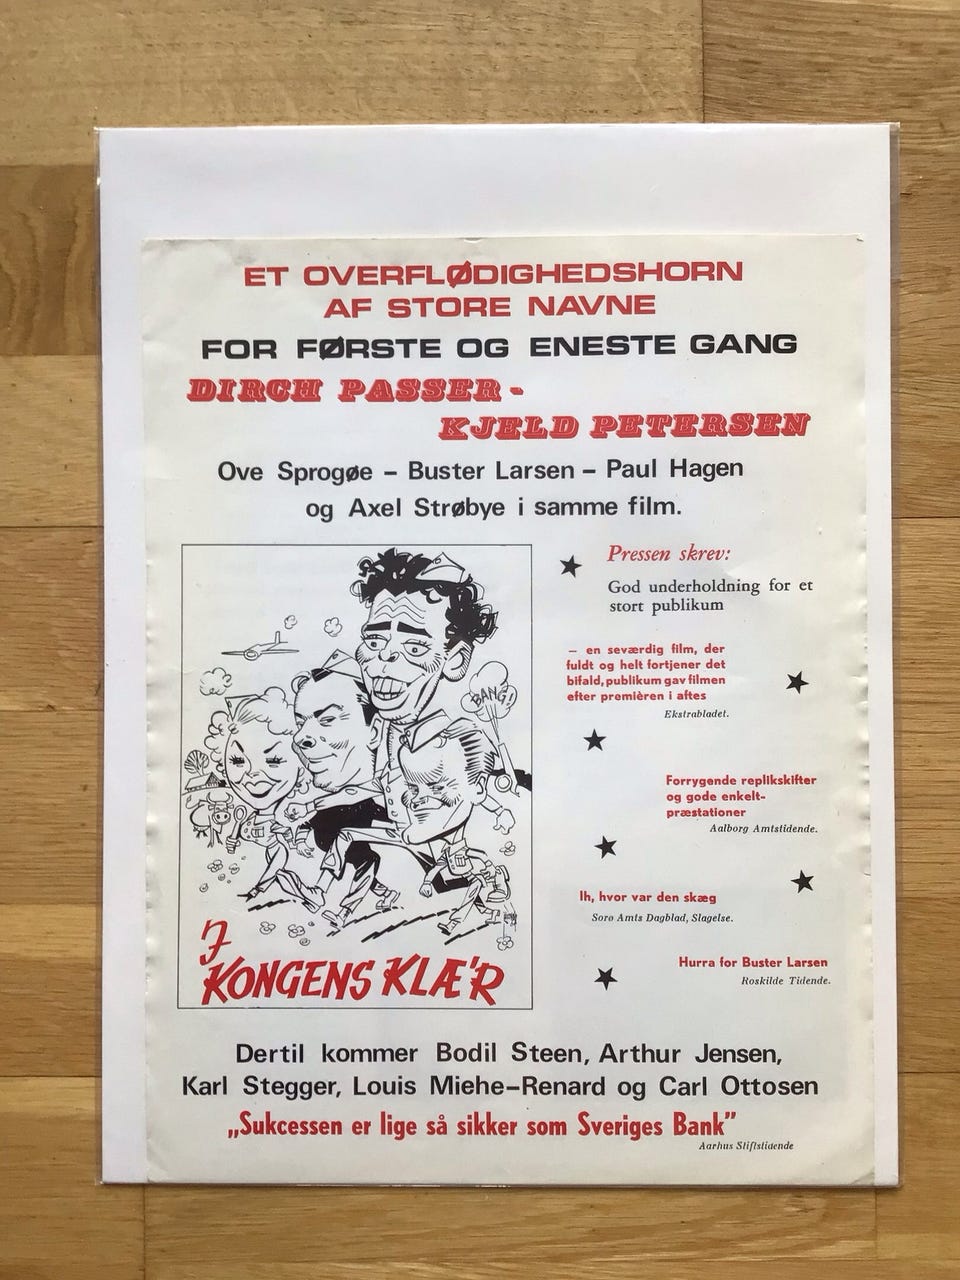 ET OVERFLØDIGHEDSHORN
AF STORE NAVNE
FOR FØRSTE OG ENESTE GANG
DIRCH PASSER -
KJELD PETERSEN
Ove Sprogøe – Buster Larsen – Paul Hagen
og Axel Strøbye i samme film.
Pressen skrev:
God underholdning for et
stort publikum
– en seværdig film, der
fuldt og helt fortjener det
bifald, publikum gav filmen
efter premièren i aftes
Ekstrabladet.
Forrygende replikskifter
og gode enkelt-
præstationer
Aalborg Amtstidende.
Ih, hvor var den skæg
Sorø Amts Dagblad, Slagelse.
Hurra for Buster Larsen
Roskilde Tidende.
BANG!
I
KONGENS KLÆ'R
Dertil kommer Bodil Steen, Arthur Jensen,
Karl Stegger, Louis Miehe–Renard og Carl Ottosen
„Sukcessen er lige så sikker som Sveriges Bank”
Aarhus Stiftstidende